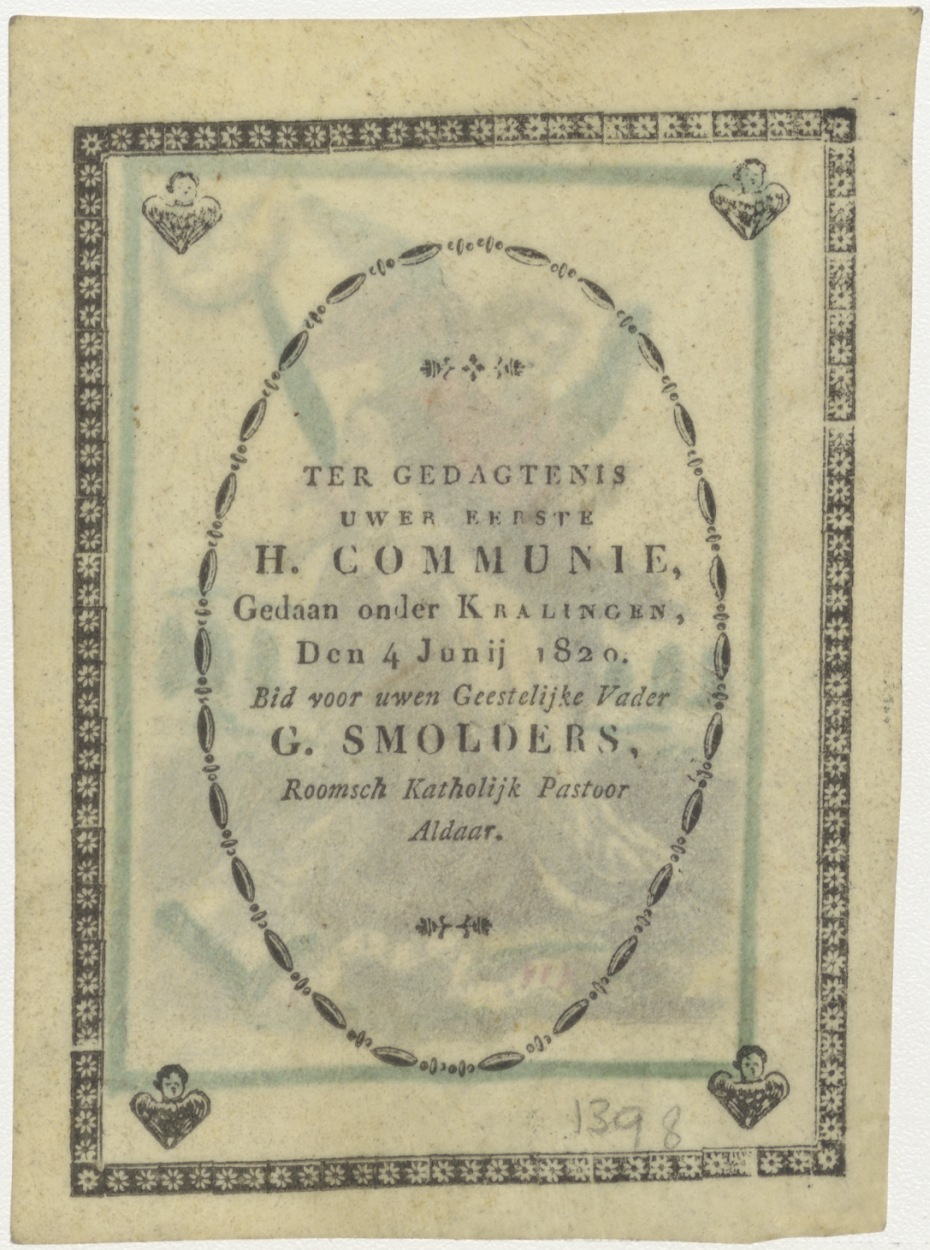 TER GEDAGTENIS
UWER EERSTE
H. COMMUNIE,
Gedaan onder KRALINGEN,
Den 4 Junij 1820.
Bid voor uwen Geestelijke Vader
G. SMOLDERS,
Roomsch Katholijk Pastoor
Aldaar.
1398